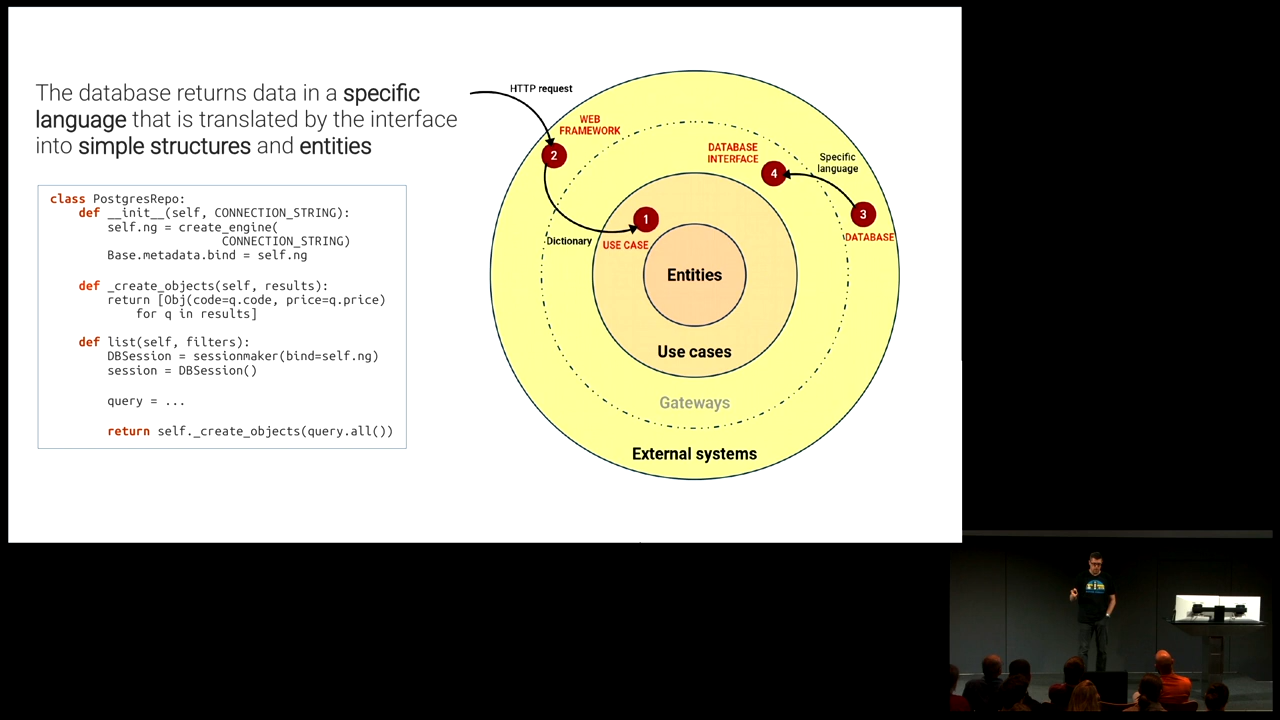 The database returns data in a specific
language that is translated by the interface
into simple structures and entities
class PostgresRepo:
def __init__(self, CONNECTION_STRING):
self.ng = create_engine(
CONNECTION_STRING)
Base.metadata.bind = self.ng
def _create_objects(self, results):
return [Obj(code=q.code, price=q.price)
for q in results]
def list(self, filters):
DBSession = sessionmaker(bind=self.ng)
session = DBSession()
query = ...
return self._create_objects(query.all())
HTTP request
WEB
FRAMEWORK
2
DATABASE
INTERFACE
4
Specific
language
3
DATABASE
1
Dictionary
USE CASE
Entities
Use cases
Gateways
External systems